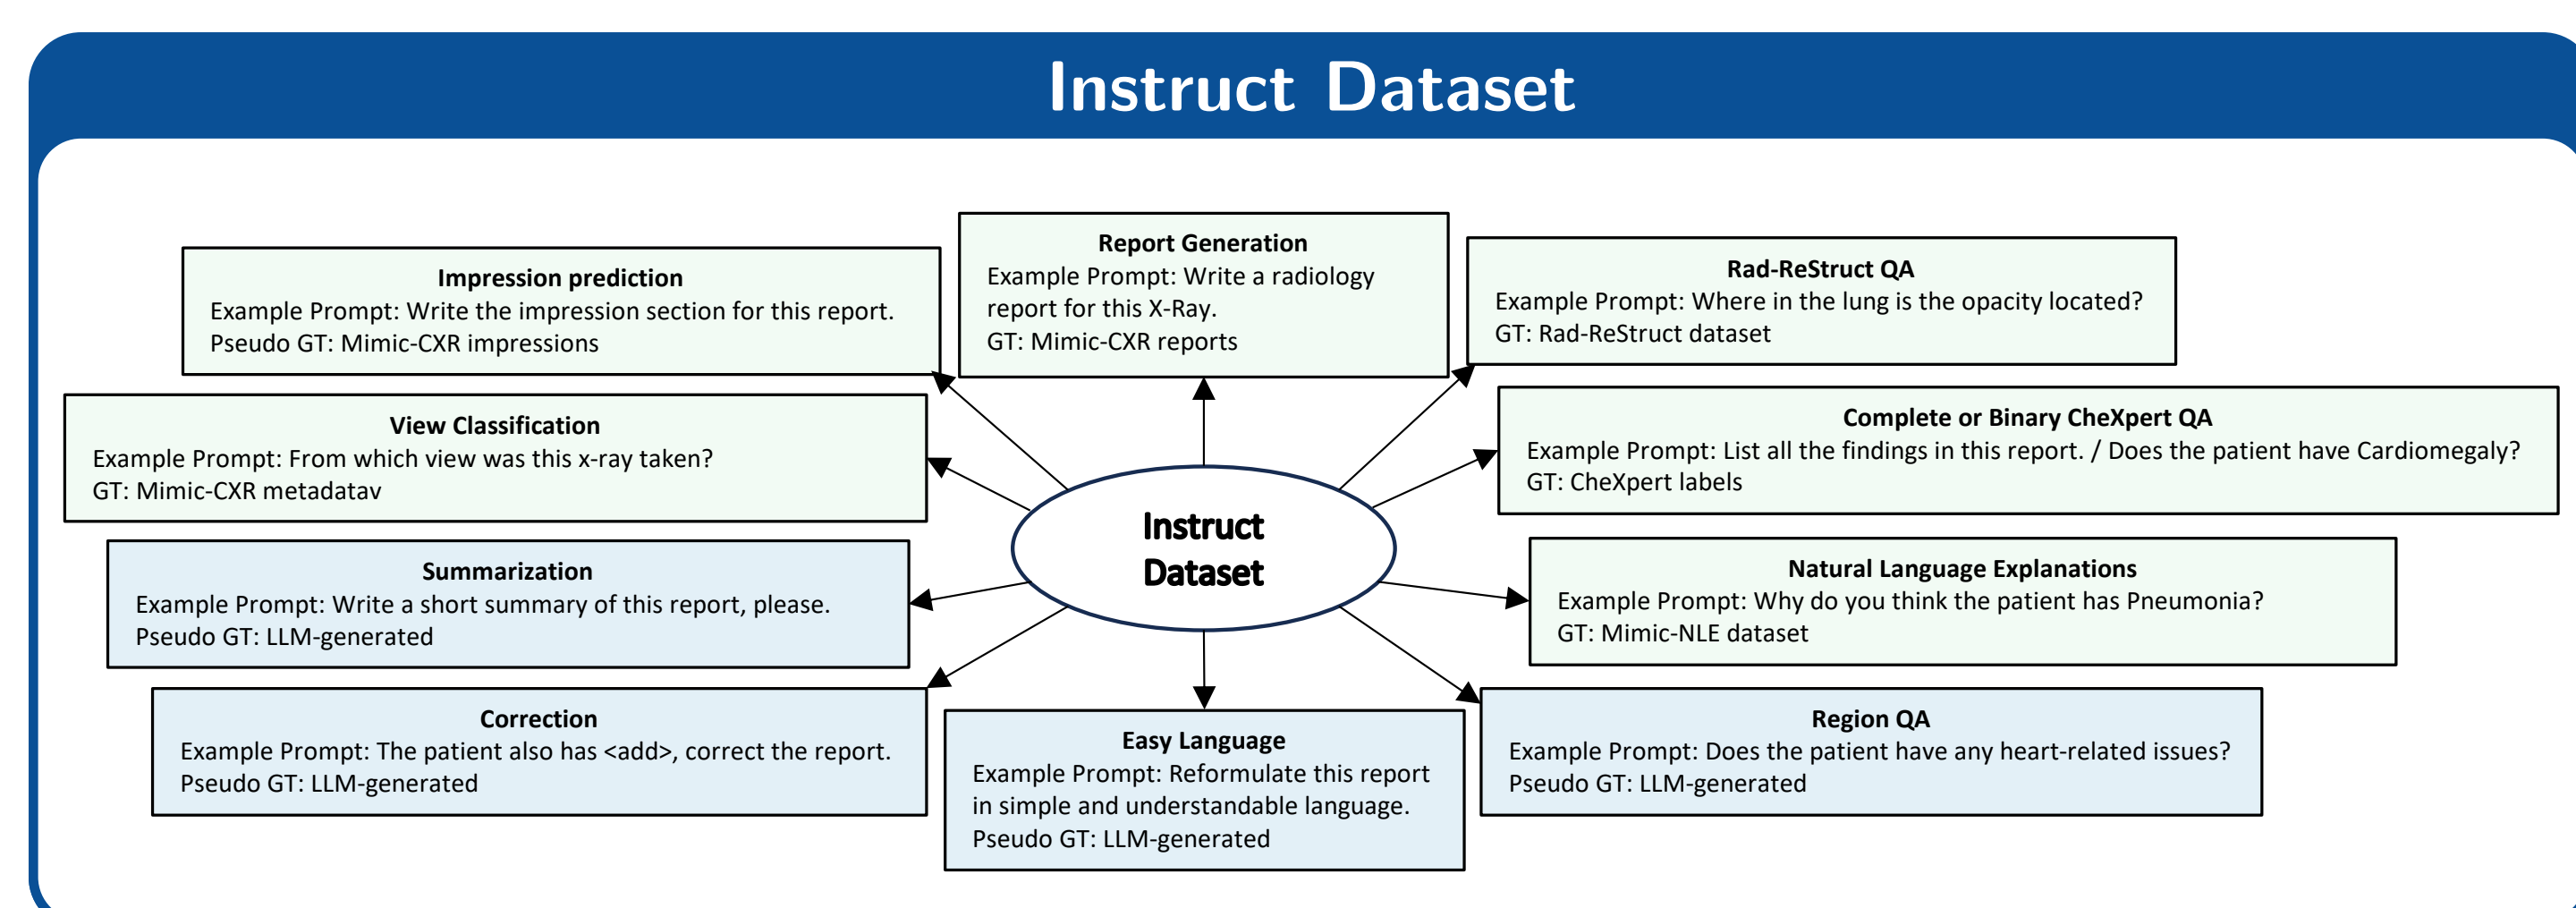 Instruct Dataset
Report Generation
Example Prompt: Write a radiology
report for this X-Ray.
GT: Mimic-CXR reports
Impression prediction
Example Prompt: Write the impression section for this report.
Pseudo GT: Mimic-CXR impressions
Rad-ReStruct QA
Example Prompt: Where in the lung is the opacity located?
GT: Rad-ReStruct dataset
View Classification
Example Prompt: From which view was this x-ray taken?
GT: Mimic-CXR metadatav
Complete or Binary CheXpert QA
Example Prompt: List all the findings in this report. / Does the patient have Cardiomegaly?
GT: CheXpert labels
Instruct
Dataset
Summarization
Example Prompt: Write a short summary of this report, please.
Pseudo GT: LLM-generated
Natural Language Explanations
Example Prompt: Why do you think the patient has Pneumonia?
GT: Mimic-NLE dataset
Correction
Example Prompt: The patient also has <add>, correct the report.
Pseudo GT: LLM-generated
Easy Language
Example Prompt: Reformulate this report
in simple and understandable language.
Pseudo GT: LLM-generated
Region QA
Example Prompt: Does the patient have any heart-related issues?
Pseudo GT: LLM-generated